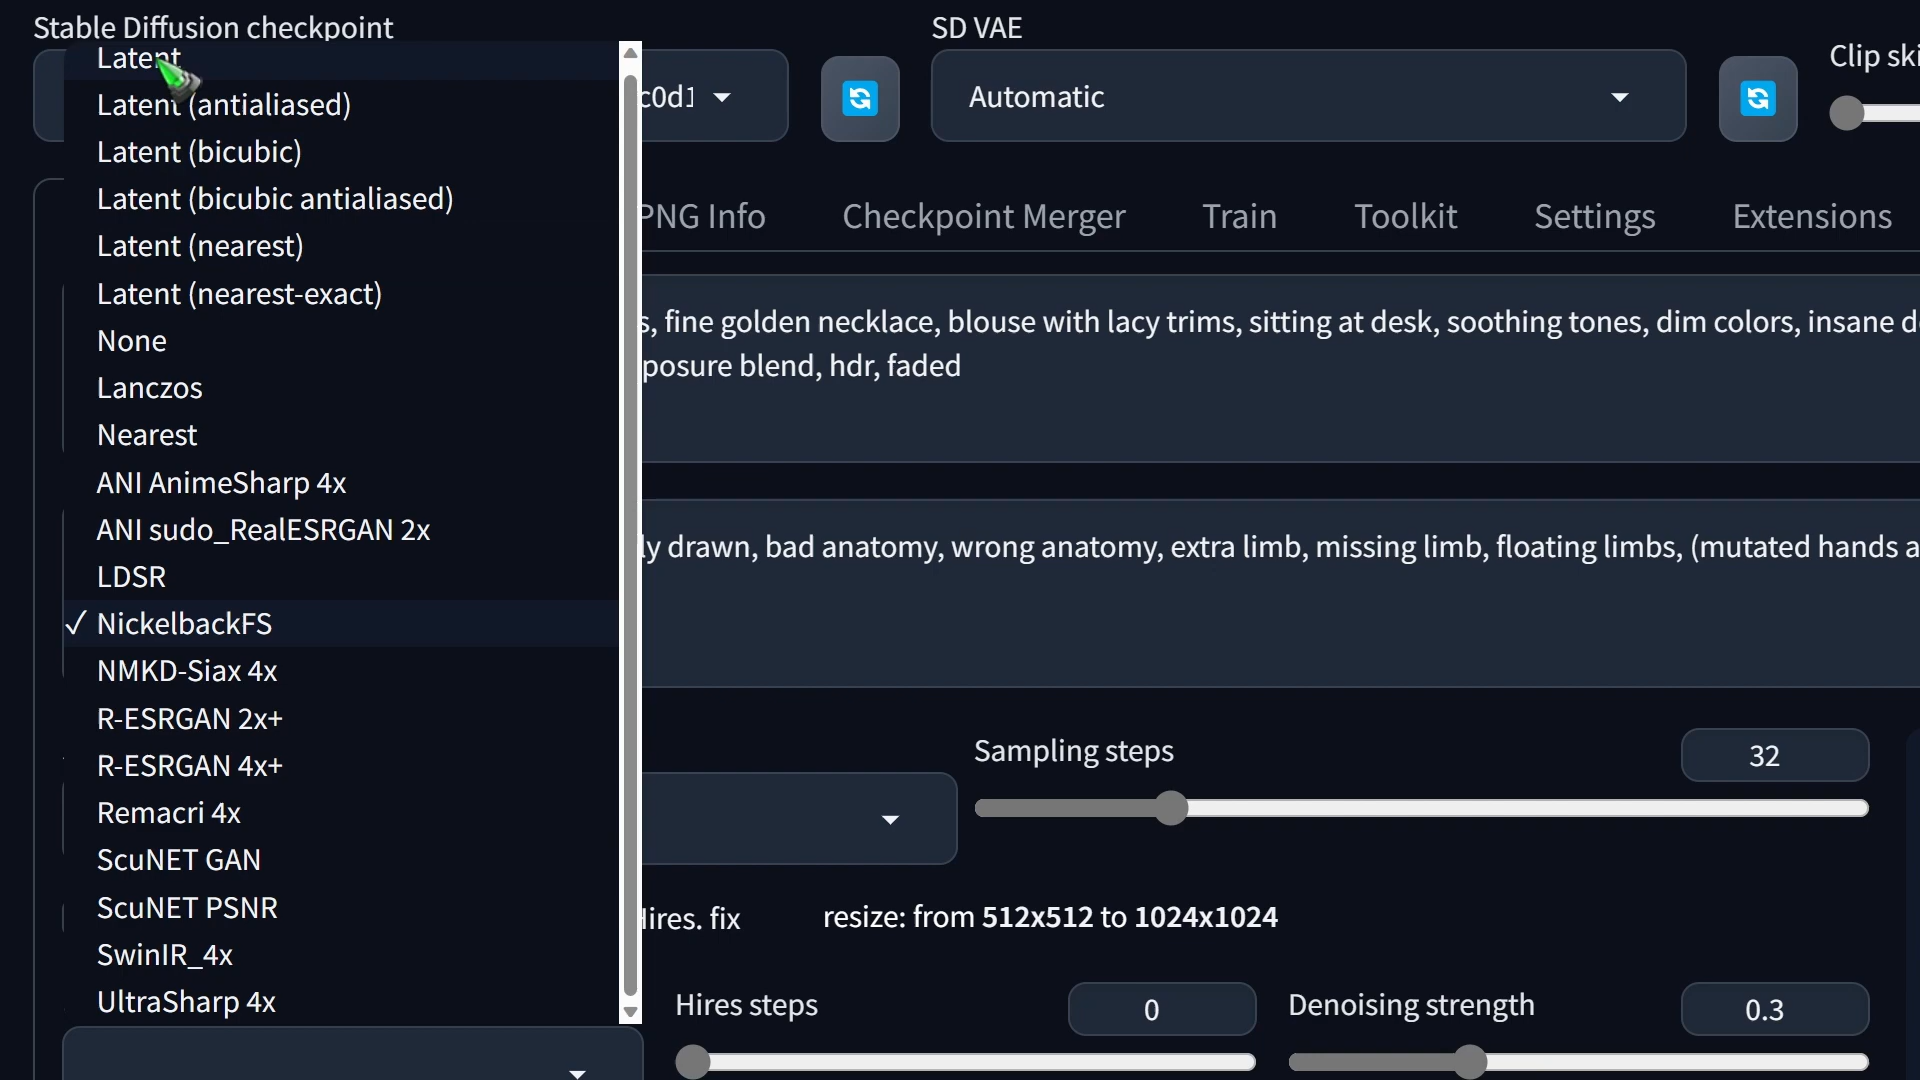 Stable Diffusion checkpoint
SD VAE
Clip ski
Latent
c0d1
Automatic
Latent (antialiased)
Latent (bicubic)
Latent (bicubic antialiased)
PNG Info
Checkpoint Merger
Train
Toolkit
Settings
Extensions
Latent (nearest)
Latent (nearest-exact)
s, fine golden necklace, blouse with lacy trims, sitting at desk, soothing tones, dim colors, insane d
None
posure blend, hdr, faded
Lanczos
Nearest
ANI AnimeSharp 4x
ANI sudo_RealESRGAN 2x
ly drawn, bad anatomy, wrong anatomy, extra limb, missing limb, floating limbs, (mutated hands a
LDSR
✓ NickelbackFS
NMKD-Siax 4x
R-ESRGAN 2x+
R-ESRGAN 4x+
Sampling steps
32
Remacri 4x
ScuNET GAN
ScuNET PSNR
Hires. fix
resize: from 512x512 to 1024x1024
SwinIR_4x
UltraSharp 4x
Hires steps
0
Denoising strength
0.3